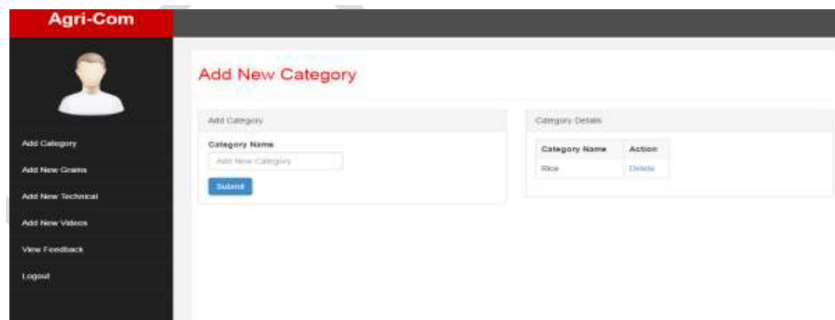 Agri-Com
Add Category
Add New Grains
Add New Technical
Add New Videos
View Feedback
Logout
Add New Category
Add Category
Category Name
Add New Category
Submit
Category Details
Category Name Action
Rice Delete